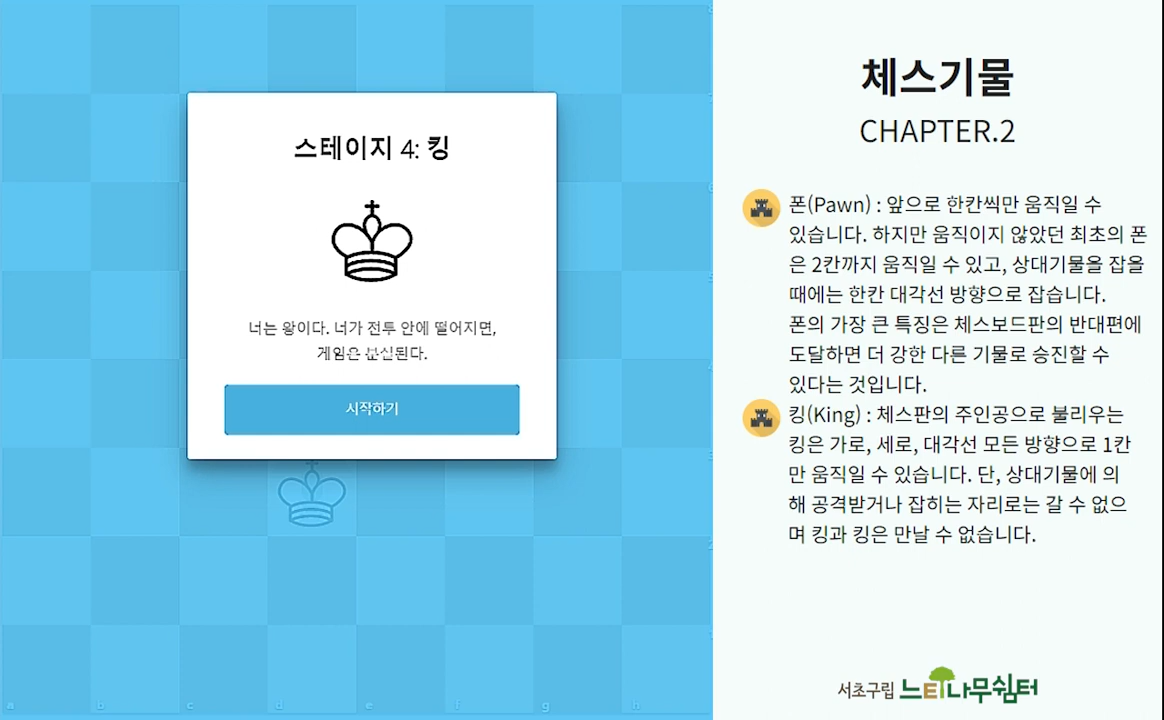 스테이지 4: 킹
너는 왕이다. 너가 전투 안에 떨어지면,
게임은 분실된다.
시작하기
a b c d e f g h
체스기물
CHAPTER.2
폰(Pawn) : 앞으로 한칸씩만 움직일 수
있습니다. 하지만 움직이지 않았던 최초의 폰
은 2칸까지 움직일 수 있고, 상대기물을 잡을
때에는 한칸 대각선 방향으로 잡습니다.
폰의 가장 큰 특징은 체스보드판의 반대편에
도달하면 더 강한 다른 기물로 승진할 수
있다는 것입니다.
킹(King) : 체스판의 주인공으로 불리우는
킹은 가로, 세로, 대각선 모든 방향으로 1칸
만 움직일 수 있습니다. 단, 상대기물에 의
해 공격받거나 잡히는 자리로는 갈 수 없으
며 킹과 킹은 만날 수 없습니다.
서초구립 느티나무쉼터